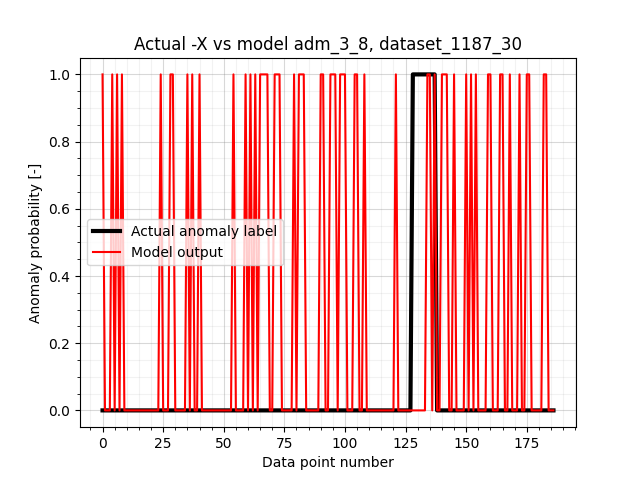 Actual -X vs model adm_3_8, dataset_1187_30
Anomaly probability [-]
1.0
0.8
0.6
0.4
0.2
0.0
Actual anomaly label
Model output
0 25 50 75 100 125 150 175
Data point number